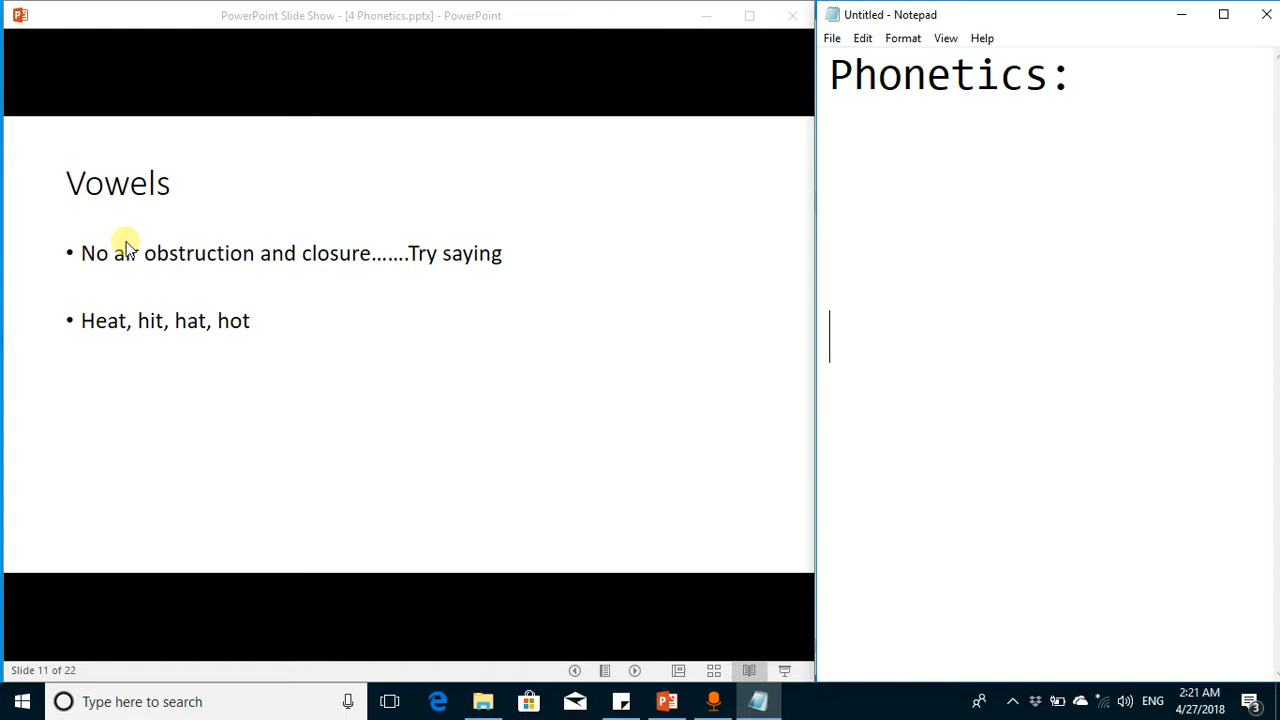 PowerPoint Slide Show - [4 Phonetics.pptx] - PowerPoint
Vowels
• No air obstruction and closure.......Try saying
• Heat, hit, hat, hot
Slide 11 of 22
Untitled - Notepad
File Edit Format View Help
Phonetics:
Type here to search
ENG
2:21 AM
4/27/2018
3